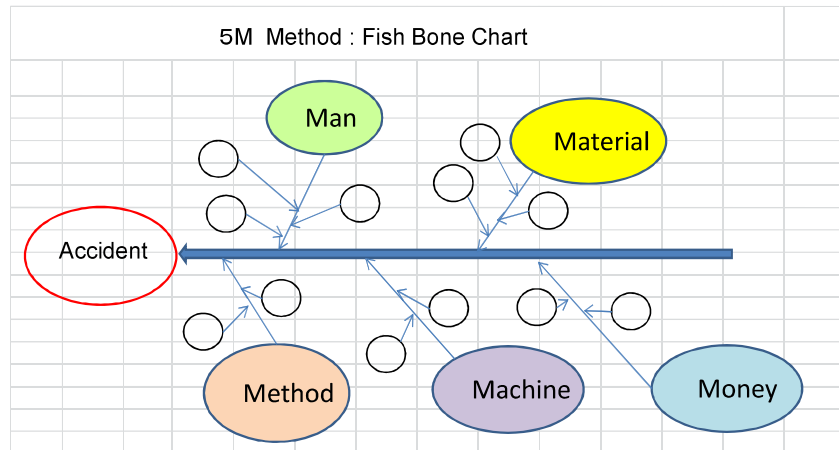 5M Method : Fish Bone Chart
Man
Material
Accident
Method
Machine
Money